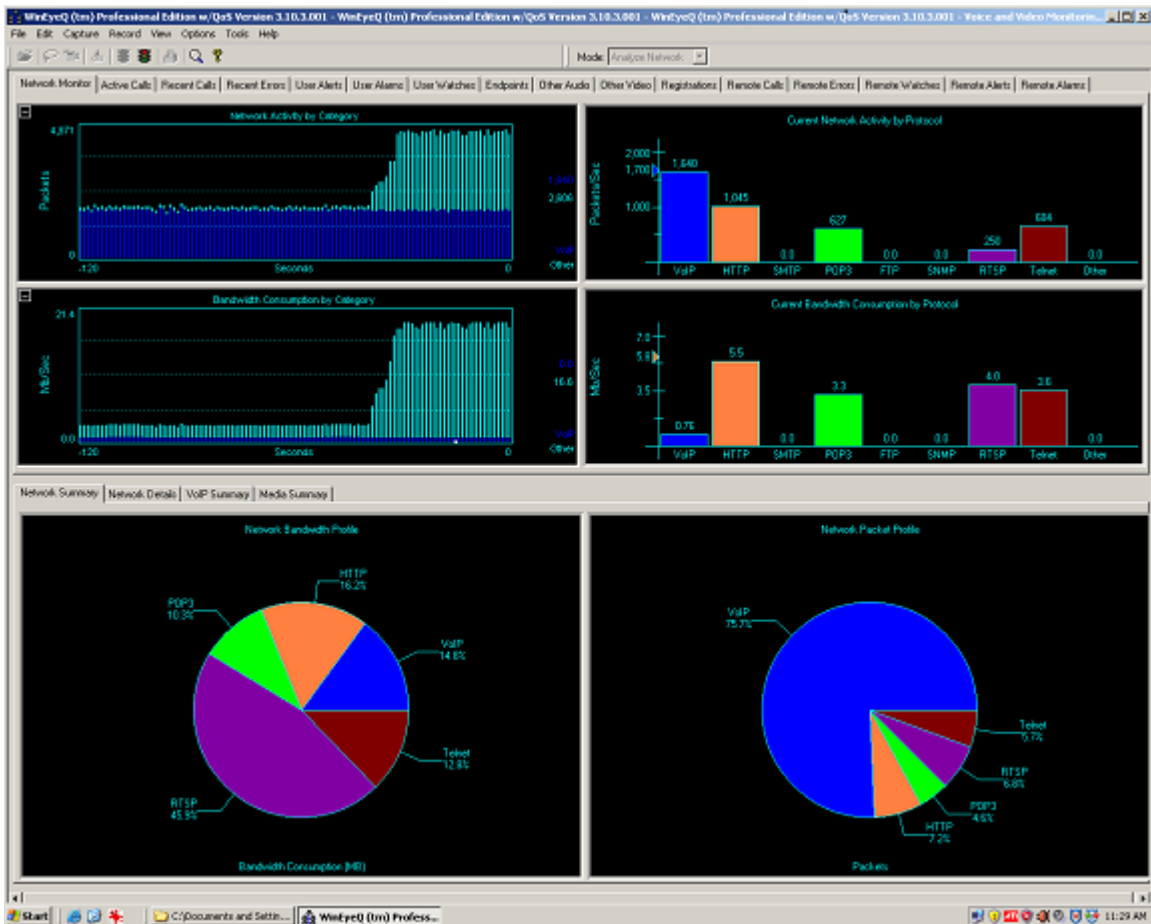 WinEyeQ (tm) Professional Edition w/QoS Version 3.10.3.001 - WinEyeQ (tm) Professional Edition w/QoS Version 3.10.3.001 - WinEyeQ (tm) Professional Edition w/QoS Version 3.10.3.001 - Voice and Video Monitorin...
File Edit Capture Record View Options Tools Help
Mode: Analyze Network
Network Monitor Active Calls Recent Calls Recent Errors User Alerts User Alarms User Watches Endpoints Other Audio Other Video Registrations Remote Calls Remote Errors Remote Watches Remote Alerts Remote Alarms
Network Activity by Category
4,971
Packets
0
-120
Seconds
0
1,640
2,606
VoIP
Other
Current Network Activity by Protocol
Packets/Sec
2,000
1,700
1,000
1,640
1,045
0.0
627
0.0
0.0
250
684
0.0
VoIP HTTP SMTP POP3 FTP SNMP RTSP Telnet Other
Bandwidth Consumption by Category
21.4
Mb/Sec
0.0
-120
Seconds
0
0.0
16.6
VoIP
Other
Current Bandwidth Consumption by Protocol
Mb/Sec
7.0
5.8
3.5
0.76
5.5
0.0
3.3
0.0
0.0
4.0
3.6
0.0
VoIP HTTP SMTP POP3 FTP SNMP RTSP Telnet Other
Network Summary Network Details VoIP Summary Media Summary
Network Bandwidth Profile
HTTP
16.2%
POP3
10.3%
VoIP
14.8%
Telnet
12.8%
RTSP
45.9%
Bandwidth Consumption (MB)
Network Packet Profile
VoIP
75.7%
Telnet
5.7%
RTSP
6.8%
POP3
4.6%
HTTP
7.2%
Packets
Start
C:\Documents and Settin...
WinEyeQ (tm) Profess...
11:29 AM